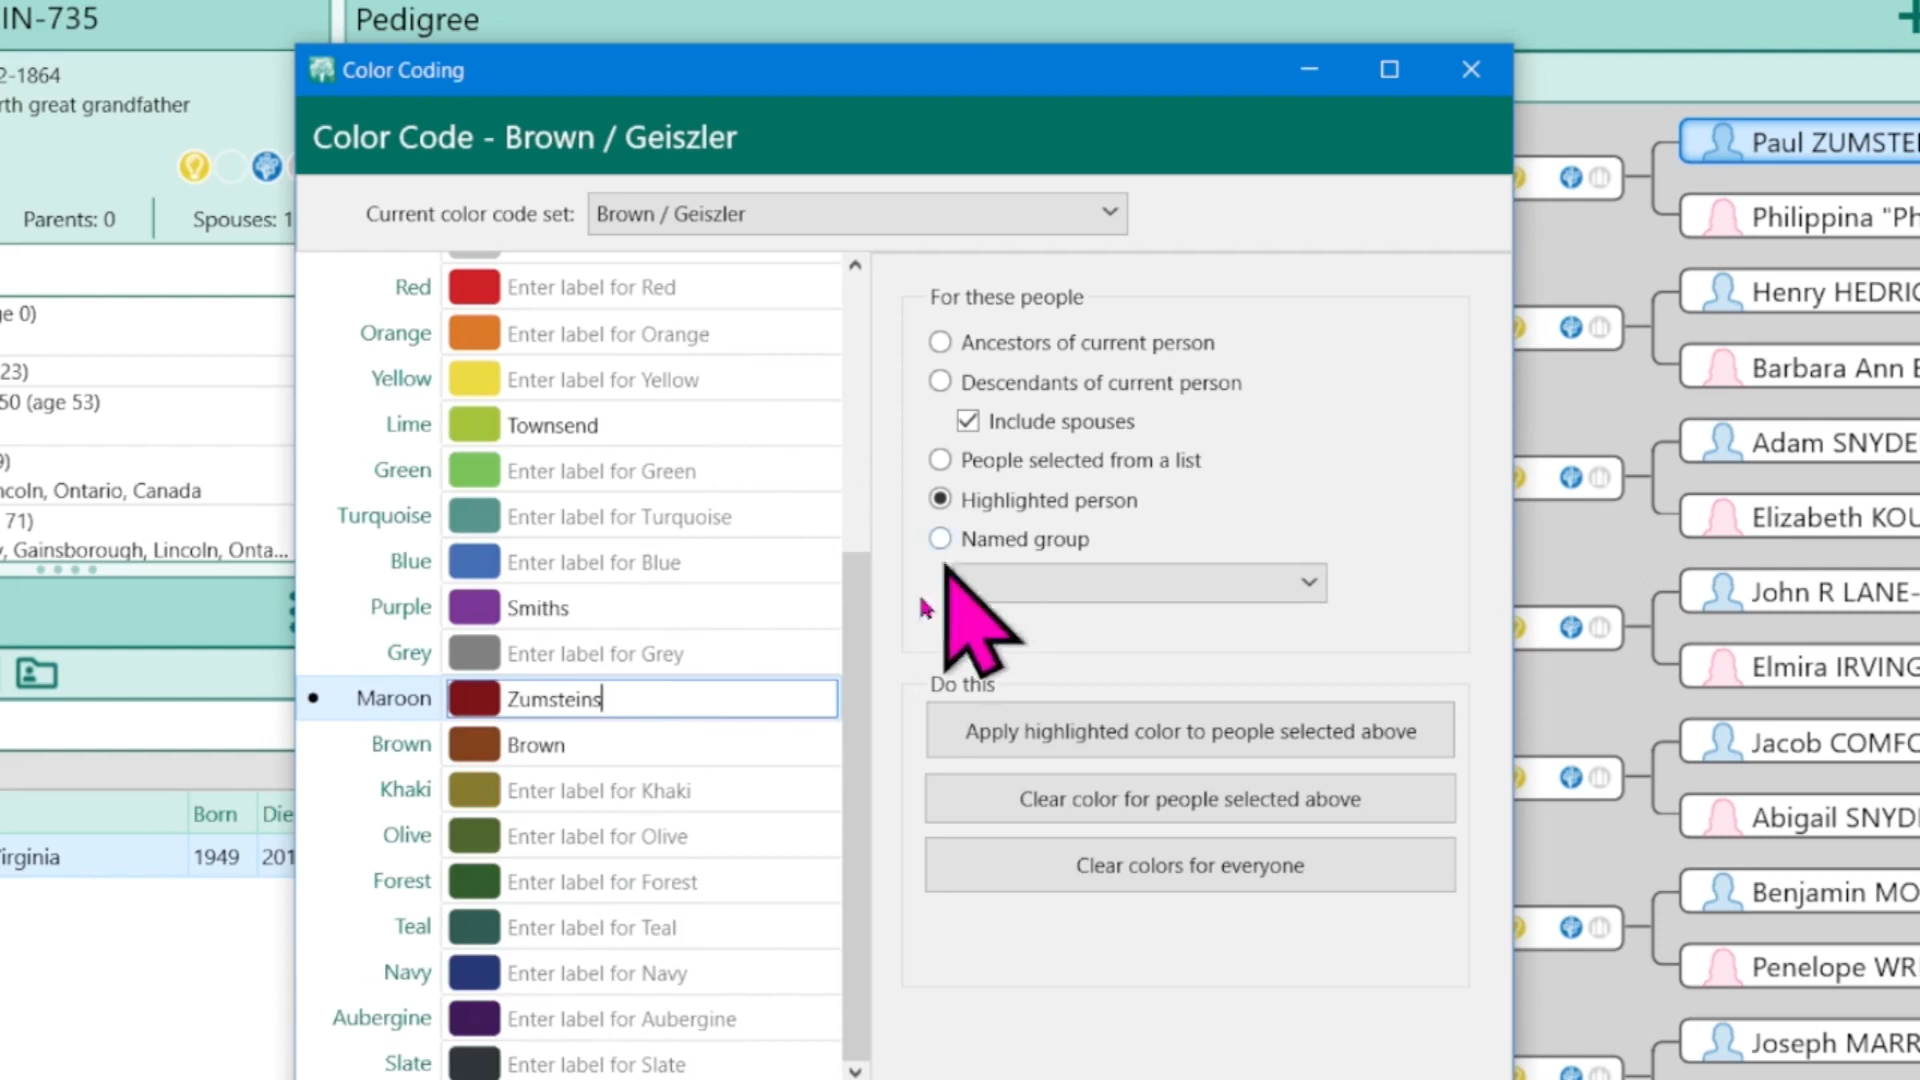 IN-735
Pedigree
2-1864
rth great grandfather
Parents: 0
Spouses: 1
ge 0)
23)
50 (age 53)
9)
ncoln, Ontario, Canada
71)
y, Gainsborough, Lincoln, Onta...
Born
Die
irginia
1949
201
Color Coding
Color Code - Brown / Geiszler
Current color code set:
Brown / Geiszler
Red
Enter label for Red
Orange
Enter label for Orange
Yellow
Enter label for Yellow
Lime
Townsend
Green
Enter label for Green
Turquoise
Enter label for Turquoise
Blue
Enter label for Blue
Purple
Smiths
Grey
Enter label for Grey
Maroon
Zumsteins
Brown
Brown
Khaki
Enter label for Khaki
Olive
Enter label for Olive
Forest
Enter label for Forest
Teal
Enter label for Teal
Navy
Enter label for Navy
Aubergine
Enter label for Aubergine
Slate
Enter label for Slate
For these people
Ancestors of current person
Descendants of current person
Include spouses
People selected from a list
Highlighted person
Named group
Do this
Apply highlighted color to people selected above
Clear color for people selected above
Clear colors for everyone
Paul ZUMSTEI
Philippina "Ph
Henry HEDRIC
Barbara Ann
Adam SNYDE
Elizabeth KOU
John R LANE-
Elmira IRVING
Jacob COMFO
Abigail SNYD
Benjamin MO
Penelope WRI
Joseph MARR